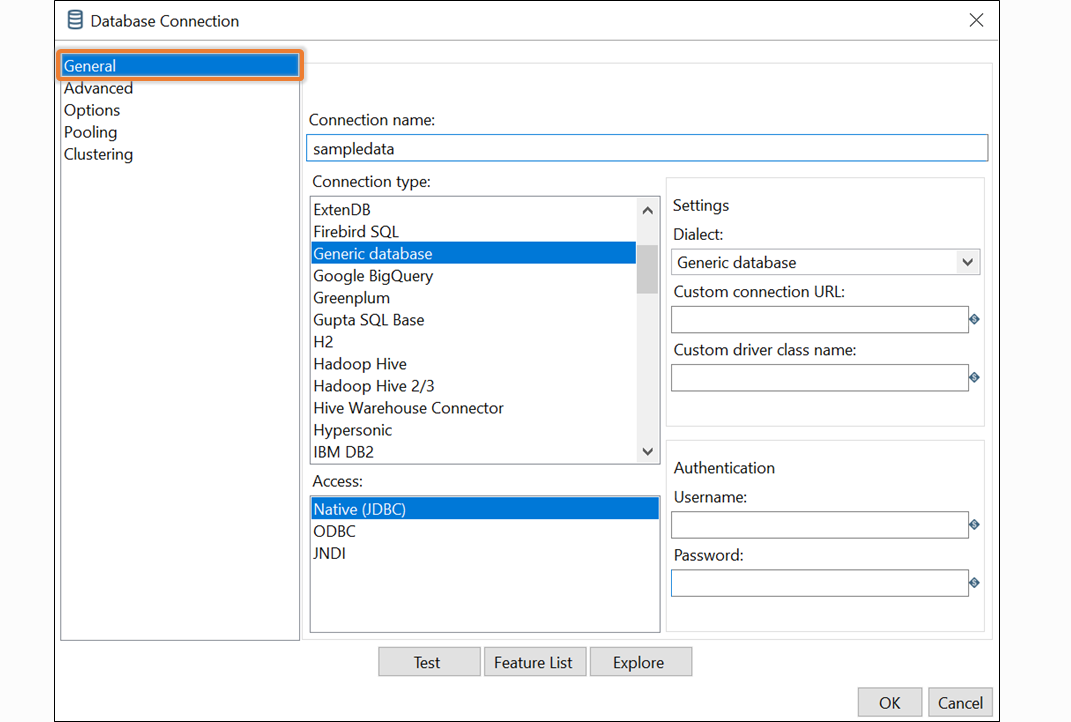 Database Connection
General
Advanced
Options
Pooling
Clustering
Connection name:
sampledata
Connection type:
ExtenDB
Firebird SQL
Generic database
Google BigQuery
Greenplum
Gupta SQL Base
H2
Hadoop Hive
Hadoop Hive 2/3
Hive Warehouse Connector
Hypersonic
IBM DB2
Access:
Native (JDBC)
ODBC
JNDI
Settings
Dialect:
Generic database
Custom connection URL:
Custom driver class name:
Authentication
Username:
Password:
Test Feature List Explore
OK Cancel